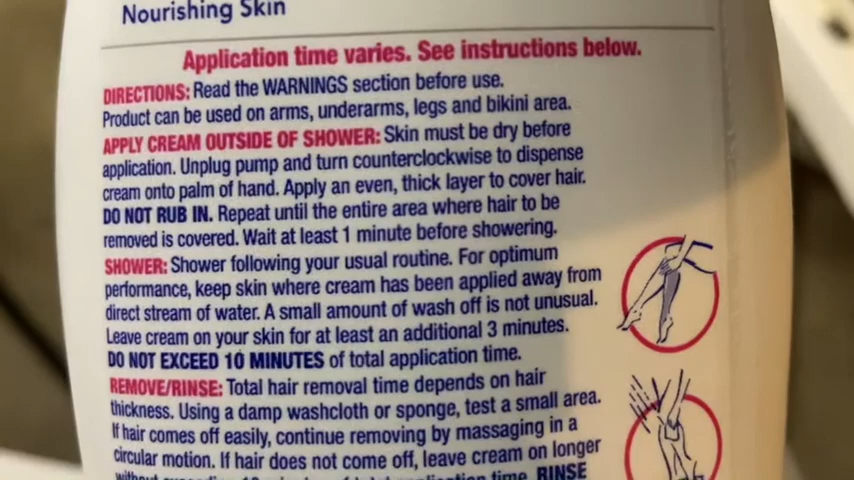 Nourishing Skin
Application time varies. See instructions below.
DIRECTIONS: Read the WARNINGS section before use.
Product can be used on arms, underarms, legs and bikini area.
APPLY CREAM OUTSIDE OF SHOWER: Skin must be dry before
application. Unplug pump and turn counterclockwise to dispense
cream onto palm of hand. Apply an even, thick layer to cover hair.
DO NOT RUB IN. Repeat until the entire area where hair to be
removed is covered. Wait at least 1 minute before showering.
SHOWER: Shower following your usual routine. For optimum
performance, keep skin where cream has been applied away from
direct stream of water. A small amount of wash off is not unusual.
Leave cream on your skin for at least an additional 3 minutes.
DO NOT EXCEED 10 MINUTES of total application time.
REMOVE/RINSE: Total hair removal time depends on hair
thickness. Using a damp washcloth or sponge, test a small area.
If hair comes off easily, continue removing by massaging in a
circular motion. If hair does not come off, leave cream on longer
without exceeding 10 minutes of total application time. RINSE